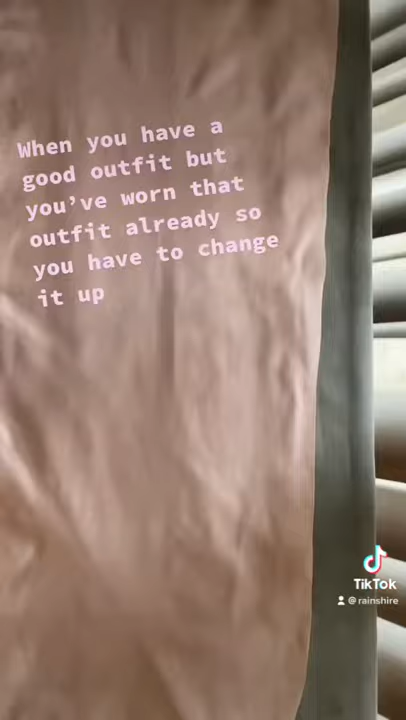 When you have a
good outfit but
you’ve worn that
outfit already so
you have to change
it up
TikTok
@rainshire